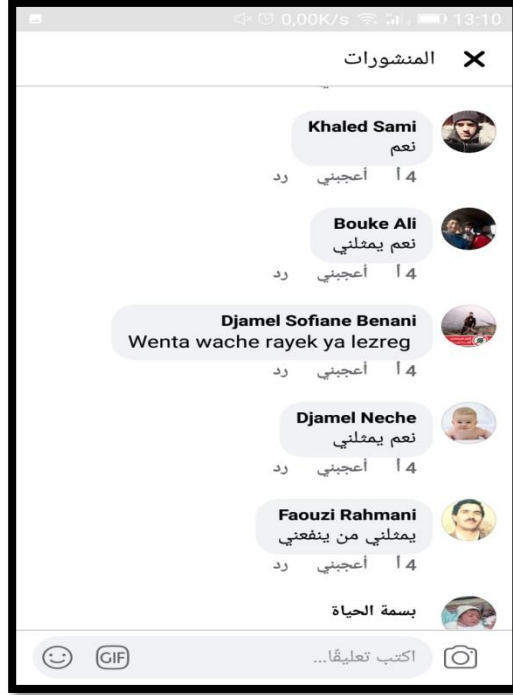 0,00K/s 13:10
المنشورات
Khaled Sami
نعم
4 أ أعجبني رد
Bouke Ali
نعم يمثلني
4 أ أعجبني رد
Djamel Sofiane Benani
Wenta wache rayek ya lezreg
4 أ أعجبني رد
Djamel Neche
نعم يمثلني
4 أ أعجبني رد
Faouzi Rahmani
يمثلني من ينفعني
4 أ أعجبني رد
بسمة الحياة
اكتب تعليقًا...
GIF